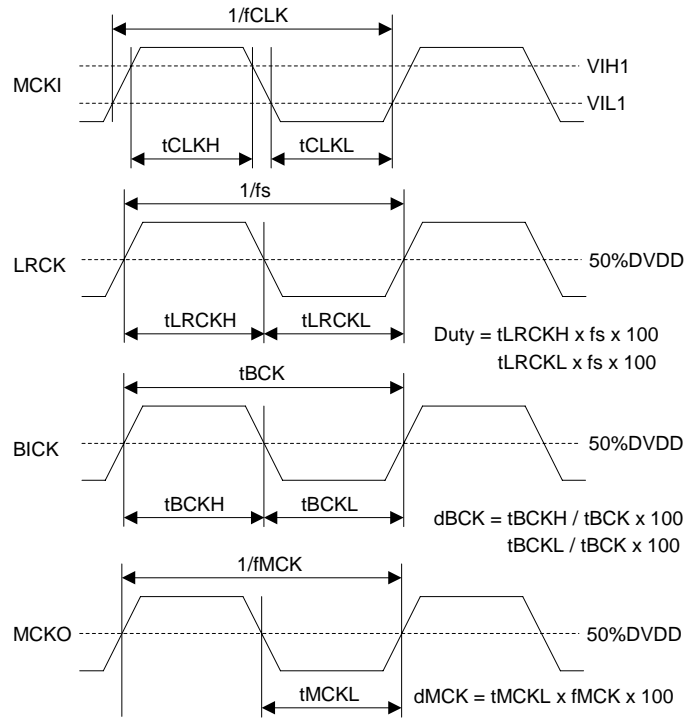 1/fCLK
MCKI
VIH1
VIL1
tCLKH
tCLKL
1/fs
LRCK
50%DVDD
tLRCKH
tLRCKL
Duty = tLRCKH x fs x 100
tLRCKL x fs x 100
tBCK
BICK
50%DVDD
tBCKH
tBCKL
dBCK = tBCKH / tBCK x 100
tBCKL / tBCK x 100
1/fMCK
MCKO
50%DVDD
tMCKL
dMCK = tMCKL x fMCK x 100